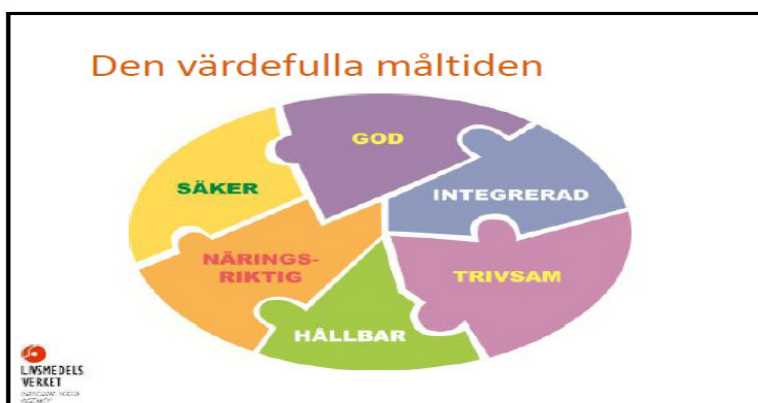 Den värdefulla måltiden
GOD
SÄKER
INTEGRERAD
NÄRINGS-
RIKTIG
TRIVSAM
HÅLLBAR
LIVSMEDELS
VERKET